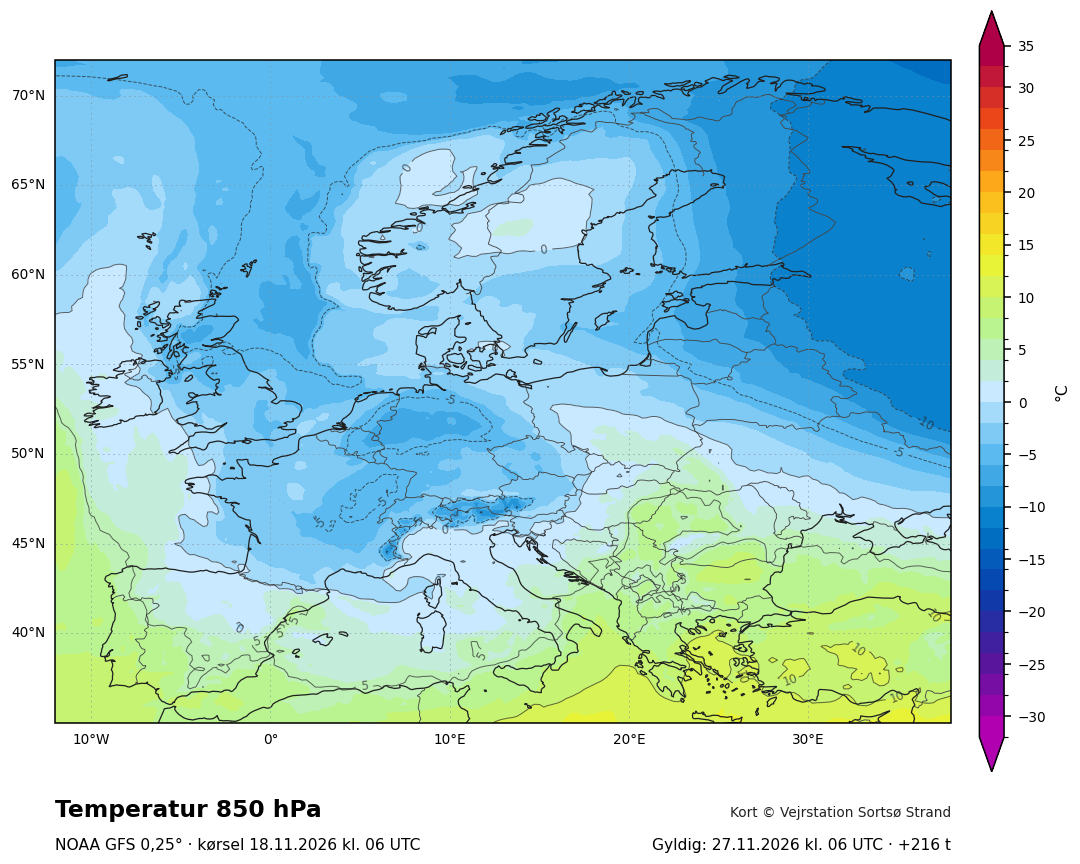 70°N
65°N
60°N
55°N
50°N
45°N
40°N
10°W
0°
10°E
20°E
30°E
35
30
25
20
15
10
5
0
−5
−10
−15
−20
−25
−30
°C
Temperatur 850 hPa
Kort © Vejrstation Sortsø Strand
NOAA GFS 0,25° · kørsel 18.11.2026 kl. 06 UTC
Gyldig: 27.11.2026 kl. 06 UTC · +216 t